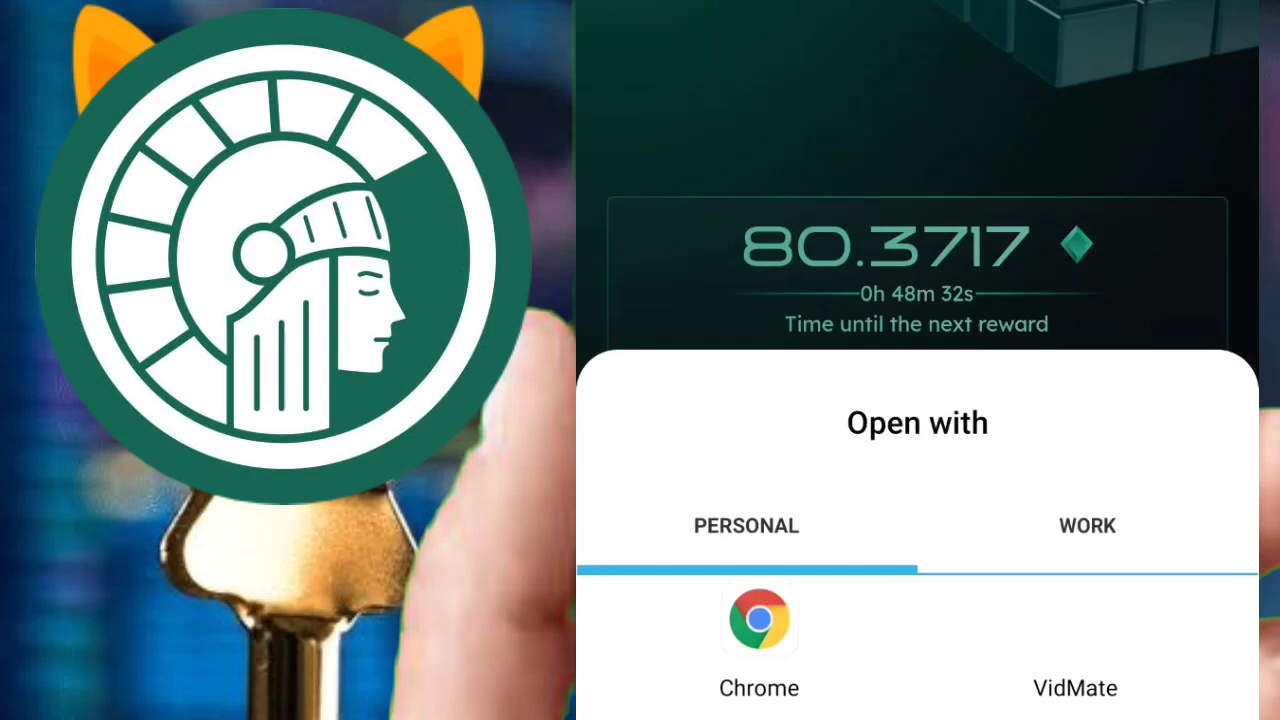 80.3717
0h 48m 32s
Time until the next reward
Open with
PERSONAL
WORK
Chrome
VidMate